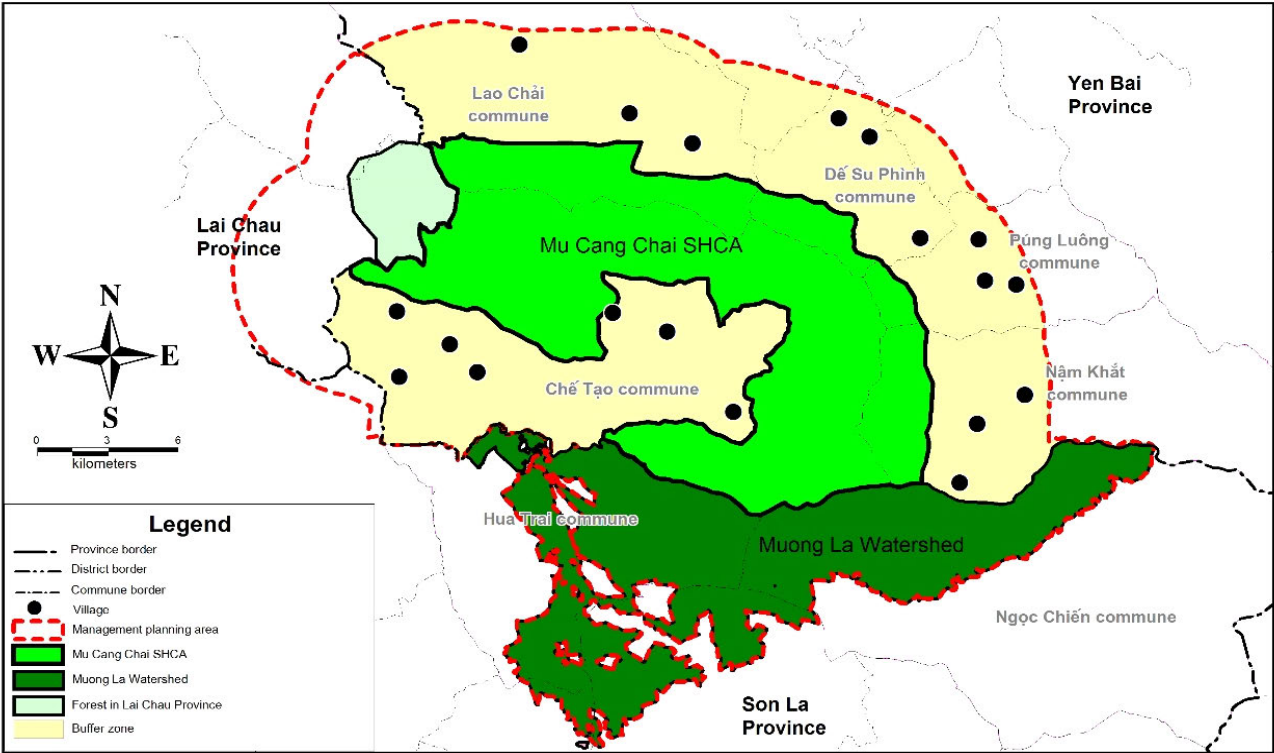 Yen Bai
Province
Lao Chải
commune
Dế Su Phình
commune
Lai Chau
Province
Mu Cang Chai SHCA
Púng Luông
commune
N
W E
S
Chế Tạo commune
Nậm Khắt
commune
0 3 6
kilometers
Hua Trai commune
Muong La Watershed
Ngọc Chiến commune
Son La
Province
Legend
Province border
District border
Commune border
Village
Management planning area
Mu Cang Chai SHCA
Muong La Watershed
Forest in Lai Chau Province
Buffer zone